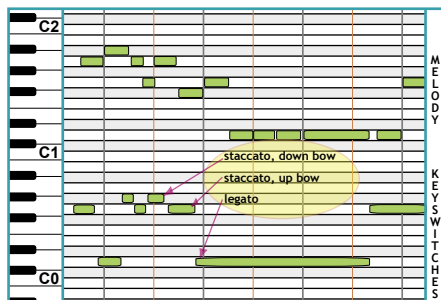 C2
MELODY
C1
staccato, down bow
staccato, up bow
legato
KEYSWITCHES
C0